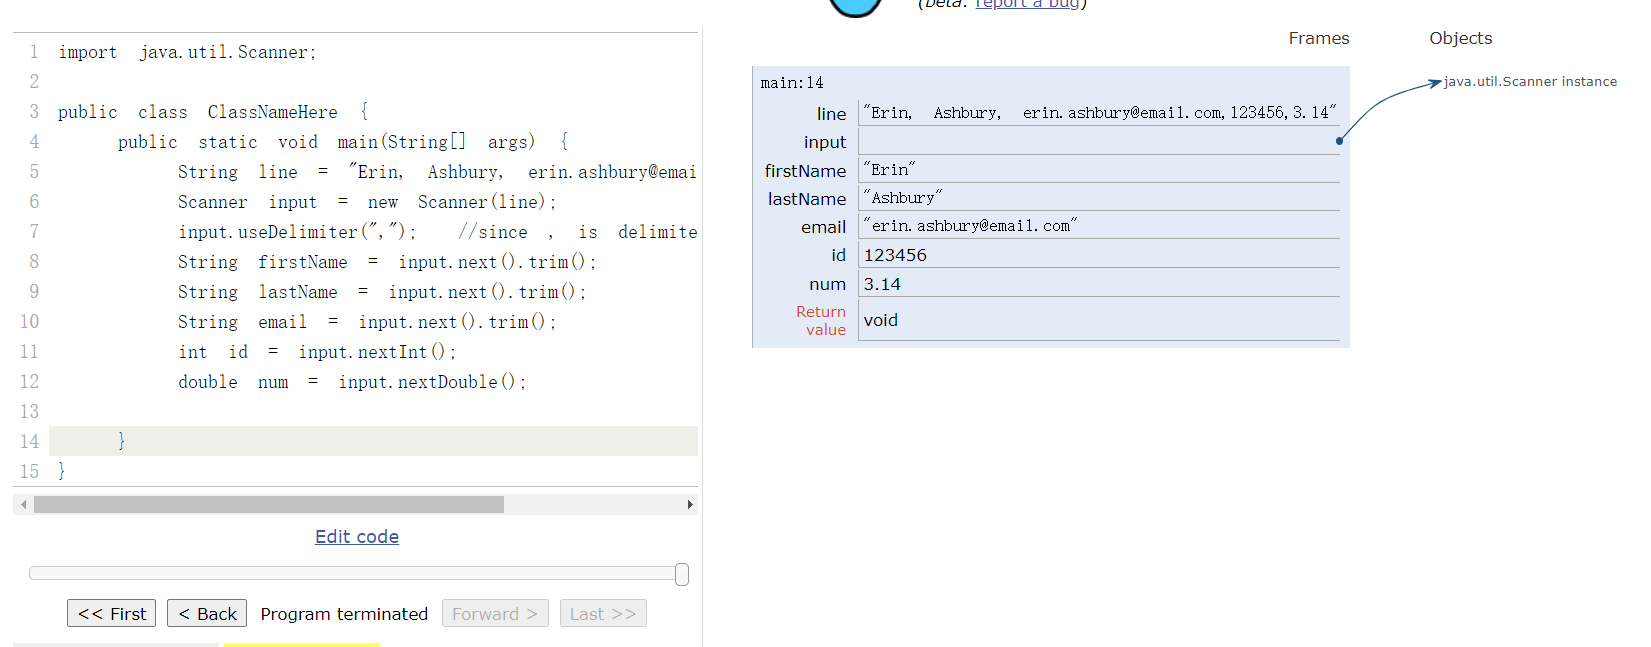 (beta: report a bug)
1 import java.util.Scanner;
2
3 public class ClassNameHere {
4 public static void main(String[] args) {
5 String line = "Erin, Ashbury, erin.ashbury@emai
6 Scanner input = new Scanner(line);
7 input.useDelimiter(","); //since , is delimite
8 String firstName = input.next().trim();
9 String lastName = input.next().trim();
10 String email = input.next().trim();
11 int id = input.nextInt();
12 double num = input.nextDouble();
13
14 }
15 }
Edit code
<< First < Back Program terminated Forward > Last >>
Frames Objects
main:14
java.util.Scanner instance
line "Erin, Ashbury, erin.ashbury@email.com,123456,3.14"
input
firstName "Erin"
lastName "Ashbury"
email "erin.ashbury@email.com"
id 123456
num 3.14
Return
value void